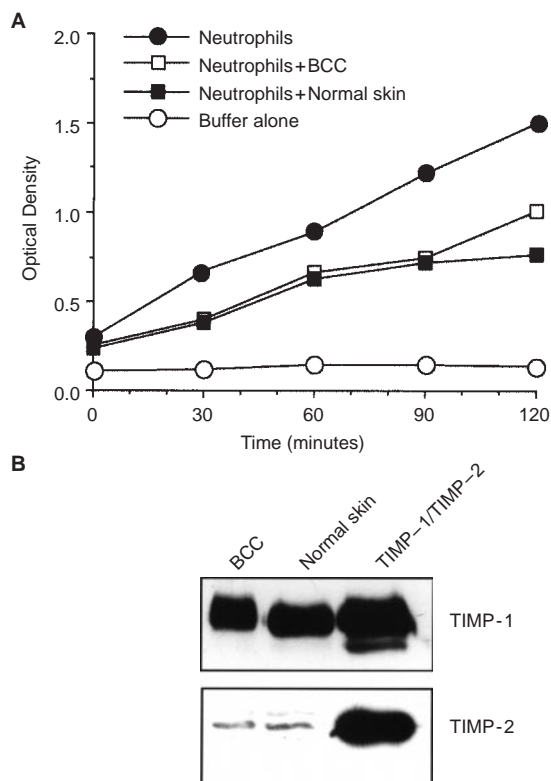 A
2.0
1.5
1.0
0.5
0.0
Optical Density
Neutrophils
Neutrophils+BCC
Neutrophils+Normal skin
Buffer alone
0 30 60 90 120
Time (minutes)
B
BCC
Normal skin
TIMP–1/TIMP–2
TIMP-1
TIMP-2